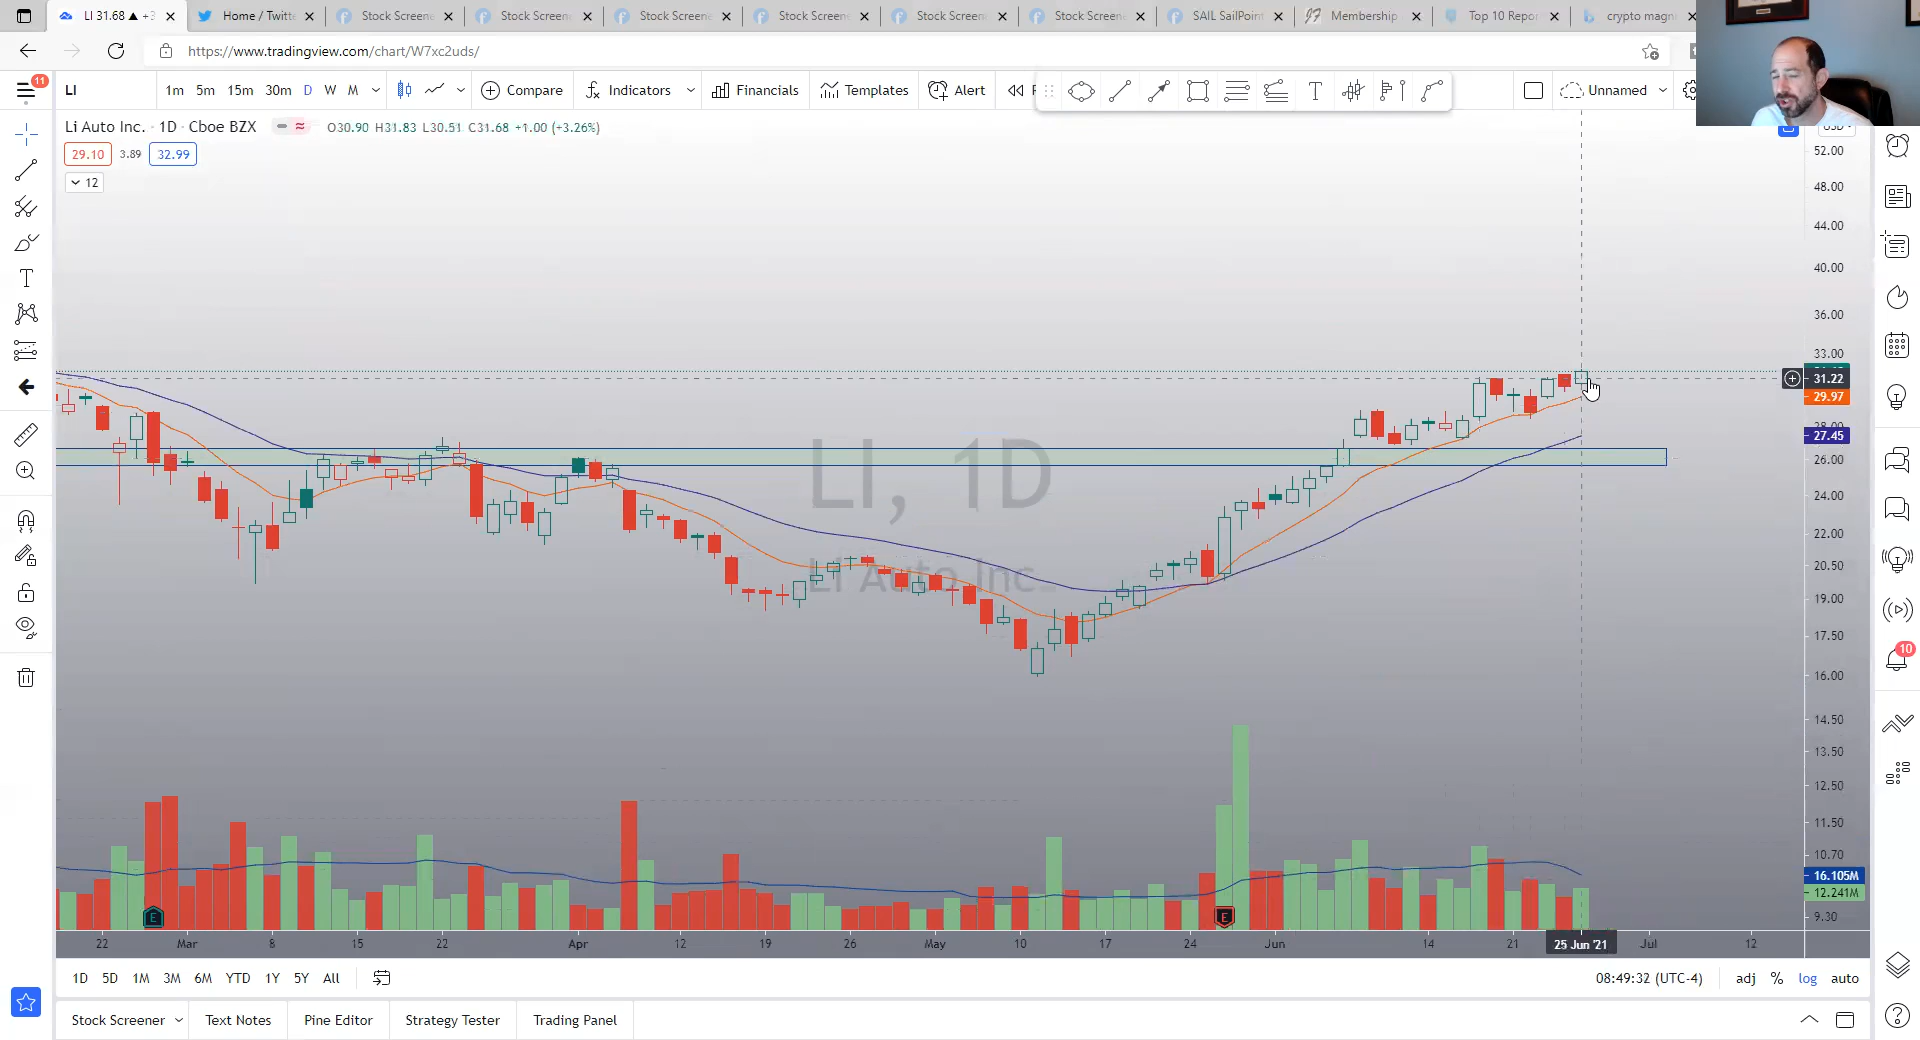 LI 31.68 ▲ +3
Home / Twitt
Stock Screen
Stock Screen
Stock Screen
Stock Screen
Stock Screen
Stock Screen
SAIL SailPoin
Membership
Top 10 Repo
crypto magn
https://www.tradingview.com/chart/W7xc2uds/
11
LI
1m 5m 15m 30m D W M
Compare
Indicators
Financials
Templates
Alert
Unnamed
Li Auto Inc. · 1D · Cboe BZX
O30.90 H31.83 L30.51 C31.68 +1.00 (+3.26%)
29.10 3.89 32.99
12
USD
52.00
48.00
44.00
40.00
36.00
33.00
31.22
29.97
28.00
27.45
26.00
24.00
22.00
20.50
19.00
17.50
16.00
14.50
13.50
12.50
11.50
10.70
16.105M
12.241M
9.30
LI, 1D
Li Auto Inc.
E
E
10
22 Mar 8 15 22 Apr 12 19 26 May 10 17 24 Jun 14 21 25 Jun '21 Jul 12
1D 5D 1M 3M 6M YTD 1Y 5Y All
08:49:32 (UTC-4) adj % log auto
Stock Screener Text Notes Pine Editor Strategy Tester Trading Panel